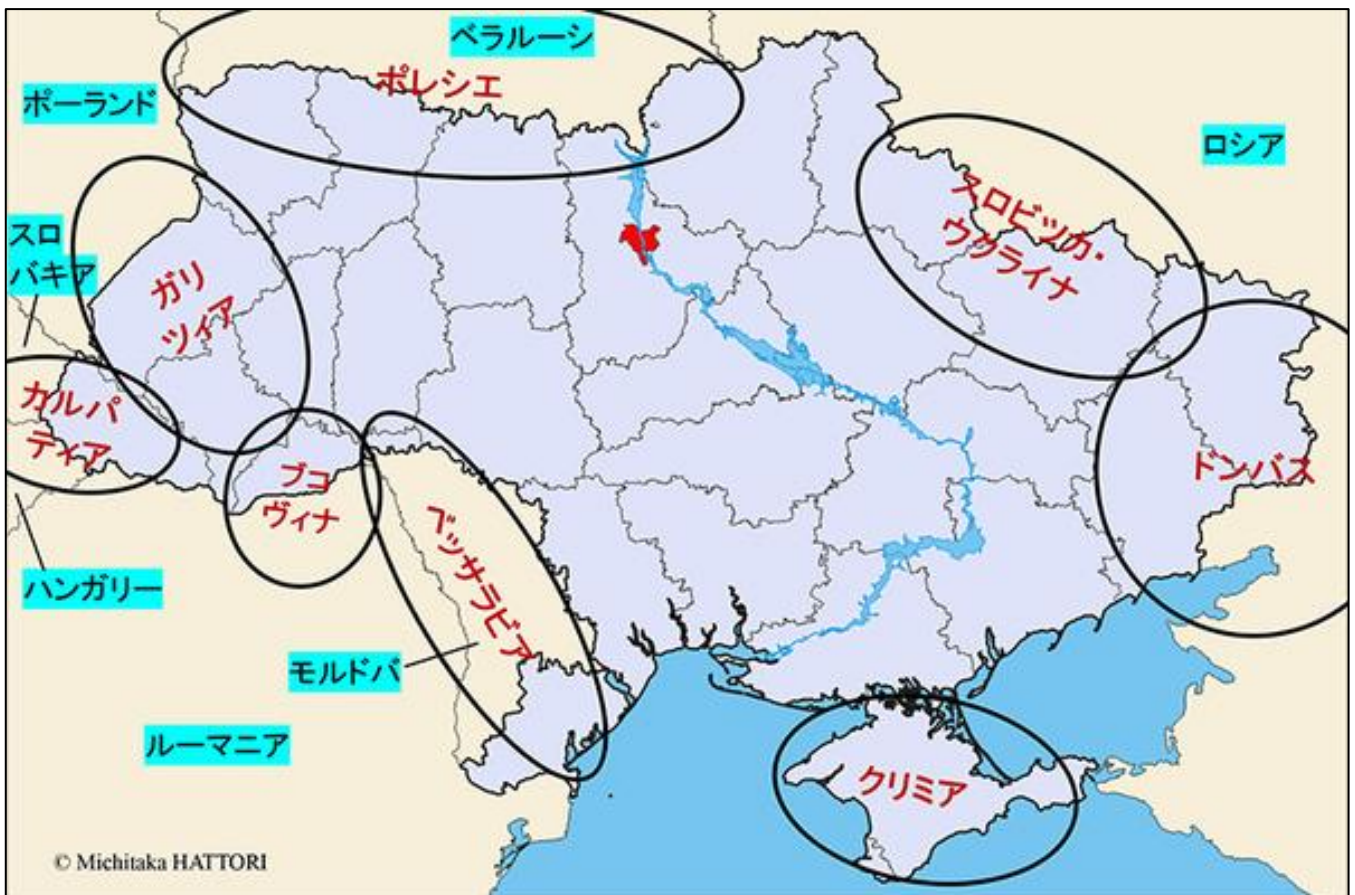 ベラルーシ
ポレシエ
ポーランド
ロシア
スロビツカ・
ウクライナ
スロ
バキア
ガリ
ツィア
カルパ
ティア
ブコ
ヴィナ
ドンバス
ベッサラビア
ハンガリー
モルドバ
ルーマニア
クリミア
© Michitaka HATTORI